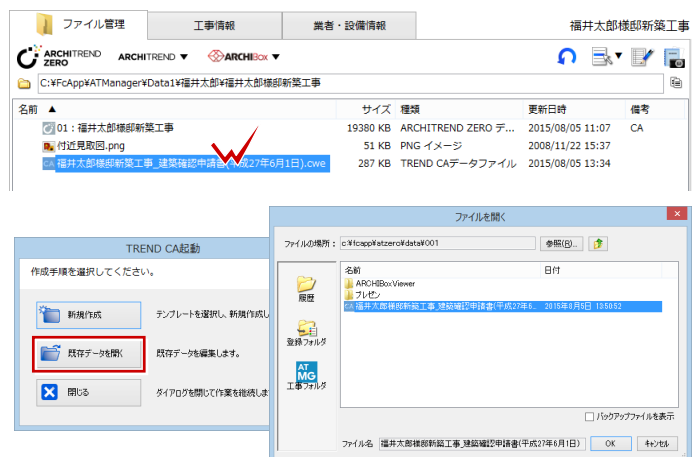 ファイル管理 工事情報 業者・設備情報 福井太郎様邸新築工事
ARCHITREND ZERO ARCHITREND ▼ ARCHIBOX ▼
C:¥FcApp¥ATManager¥Data1¥福井太郎¥福井太郎様邸新築工事
名前 ▲ サイズ 種類 更新日時 備考
01：福井太郎様邸新築工事 19380 KB ARCHITREND ZERO デ... 2015/08/05 11:07 CA
付近見取図.png 51 KB PNG イメージ 2008/11/22 15:37
CA 福井太郎様邸新築工事_建築確認申請書(平成27年6月1日).cwe 287 KB TREND CAデータファイル 2015/08/05 13:34
TREND CA起動
作成手順を選択してください。
新規作成 テンプレートを選択し、新規作成し
既存データを開く 既存データを編集します。
閉じる ダイアログを閉じて作業を継続しま
ファイルを開く
ファイルの場所： c:¥fcapp¥atzero¥data¥001 参照(R)...
履歴
登録フォルダ
AT MG
工事フォルダ
名前 日付
ARCHIBoxViewer
プレゼン
CA 福井太郎様邸新築工事_建築確認申請書(平成27年6... 2015年8月5日 13:50:52
バックアップファイルを表示
ファイル名 福井太郎様邸新築工事_建築確認申請書(平成27年6月1日) OK キャンセル